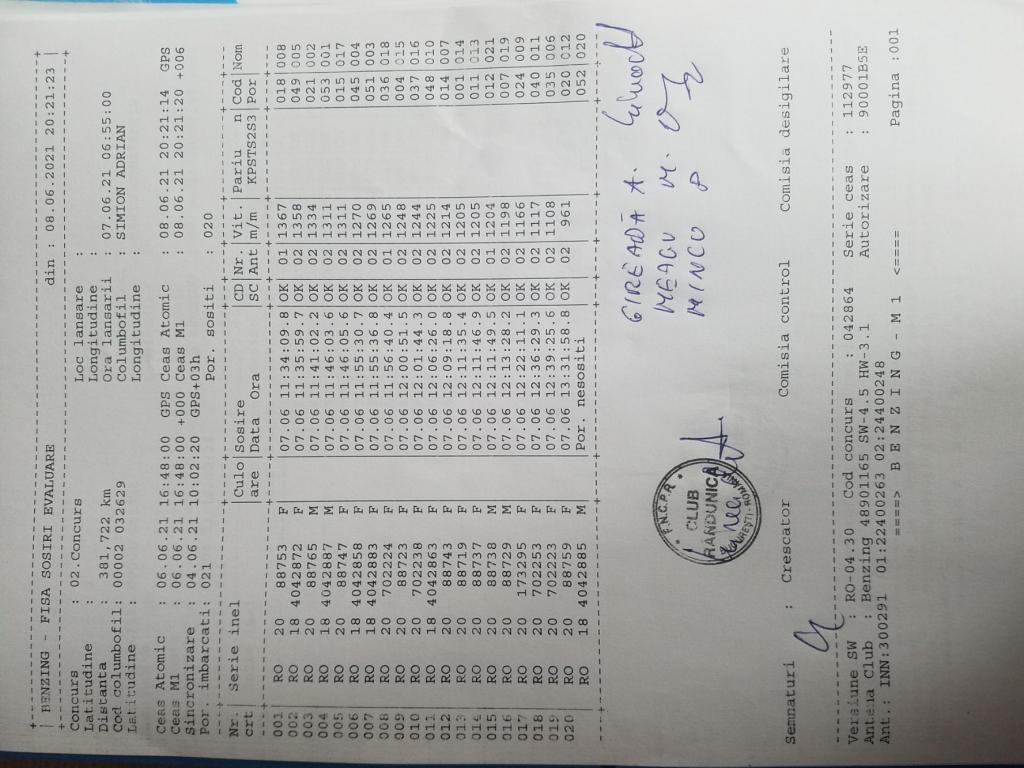 | BENZING - FISA SOSIRI EVALUARE din : 08.06.2021 20:21:23 |
Concurs : 02.Concurs Loc lansare :
Latitudine : Longitudine :
Distanta : 381,722 km Ora lansarii : 07.06.21 06:55:00
Cod columbofil: 00002 032629 Columbofil : SIMION ADRIAN
Latitudine : Longitudine :
Ceas Atomic : 06.06.21 16:48:00 GPS Ceas Atomic : 08.06.21 20:21:14 GPS
Ceas M1 : 06.06.21 16:48:00 +000 Ceas M1 : 08.06.21 20:21:20 +006
Sincronizare : 04.06.21 10:02:20 GPS+03h
Por. imbarcati: 021 Por. sositi : 020
Nr. Serie inel |Culo|Sosire |CD|Nr.|Vit.|Pariu n|Cod|Nom
crt |are |Data Ora |SC|Ant|m/m |KPSTS2S3|Por|
001 RO 20 88753 F 07.06 11:34:09.8 OK 01 1367 018 008
002 RO 18 4042872 F 07.06 11:35:59.7 OK 02 1358 049 005
003 RO 20 88765 M 07.06 11:41:02.2 OK 02 1334 021 002
004 RO 18 4042887 M 07.06 11:46:03.6 OK 02 1311 053 001
005 RO 20 88747 F 07.06 11:46:05.6 OK 02 1311 015 017
006 RO 18 4042858 F 07.06 11:55:30.7 OK 02 1270 045 004
007 RO 18 4042883 F 07.06 11:55:36.8 OK 02 1269 051 003
008 RO 20 702224 F 07.06 11:56:40.4 OK 01 1265 036 018
009 RO 20 88723 F 07.06 12:00:51.5 OK 02 1248 004 015
010 RO 20 702238 F 07.06 12:01:44.3 OK 02 1244 037 016
011 RO 18 4042863 F 07.06 12:06:26.0 OK 02 1225 048 010
012 RO 20 88743 F 07.06 12:09:18.8 OK 02 1214 014 007
013 RO 20 88719 F 07.06 12:11:35.4 OK 02 1205 001 014
014 RO 20 88737 F 07.06 12:11:46.9 OK 02 1205 011 013
015 RO 20 88738 M 07.06 12:11:49.5 OK 01 1204 012 021
016 RO 20 88729 M 07.06 12:13:28.2 OK 02 1198 007 019
017 RO 20 173295 F 07.06 12:22:11.1 OK 02 1166 024 009
018 RO 20 702253 F 07.06 12:36:29.3 OK 02 1117 040 011
019 RO 20 702223 F 07.06 12:39:25.6 OK 02 1108 035 006
020 RO 20 88759 F 07.06 13:31:58.8 OK 02 961 020 012
RO 18 4042885 M Por. nesositi 052 020
GIREADĂ A.
NEAGU M.
MINCU
F.N.C.P.R
CLUB
RANDUNICA
Semnaturi : Crescator Comisia control Comisia desigilare
Versiune SW : RO-04.30 Cod concurs : 042864 Serie ceas : 112977
Antena Club : Benzing 48901165 SW-4.5 HW-3.1 Autorizare : 90001B5E
Ant.: INN:300291 01:22400263 02:24400248
====> B E N Z I N G - M 1 <==== Pagina :001